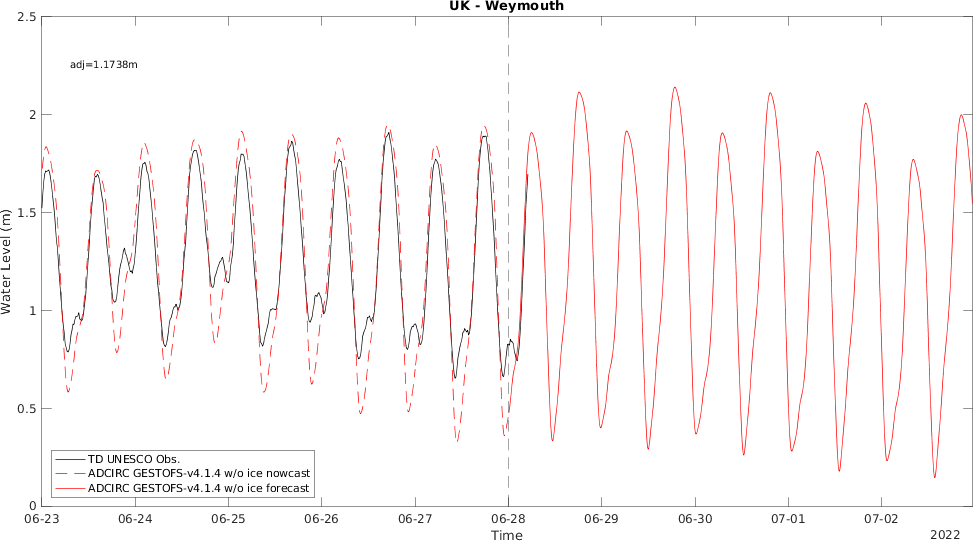 UK - Weymouth
2.5
adj=1.1738m
2
1.5
Water Level (m)
1
0.5
TD UNESCO Obs.
ADCIRC GESTOFS-v4.1.4 w/o ice nowcast
ADCIRC GESTOFS-v4.1.4 w/o ice forecast
0
06-23 06-24 06-25 06-26 06-27 06-28 06-29 06-30 07-01 07-02
Time
2022